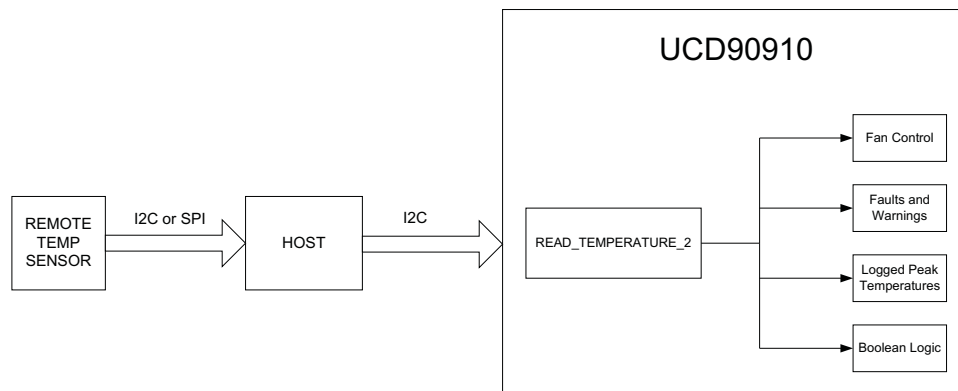 UCD90910
Fan Control
I2C or SPI
I2C
REMOTE
TEMP
SENSOR
HOST
READ_TEMPERATURE_2
Faults and
Warnings
Logged Peak
Temperatures
Boolean Logic